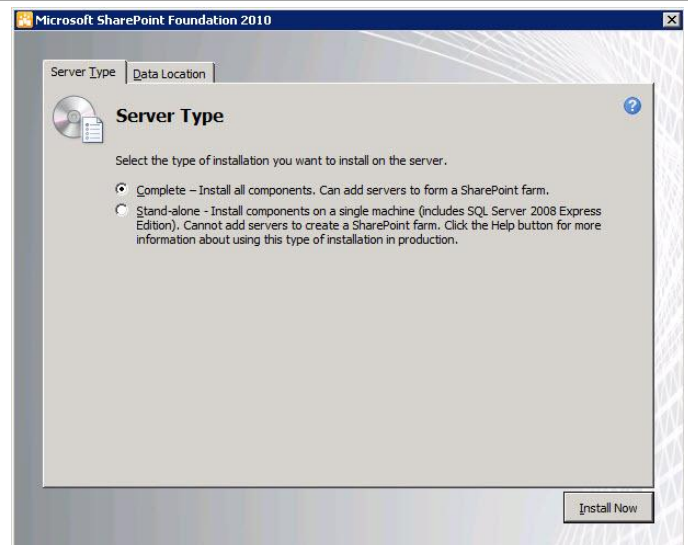 Microsoft SharePoint Foundation 2010
Server Type
Data Location
Server Type
Select the type of installation you want to install on the server.
Complete – Install all components. Can add servers to form a SharePoint farm.
Stand-alone - Install components on a single machine (includes SQL Server 2008 Express
Edition). Cannot add servers to create a SharePoint farm. Click the Help button for more
information about using this type of installation in production.
Install Now